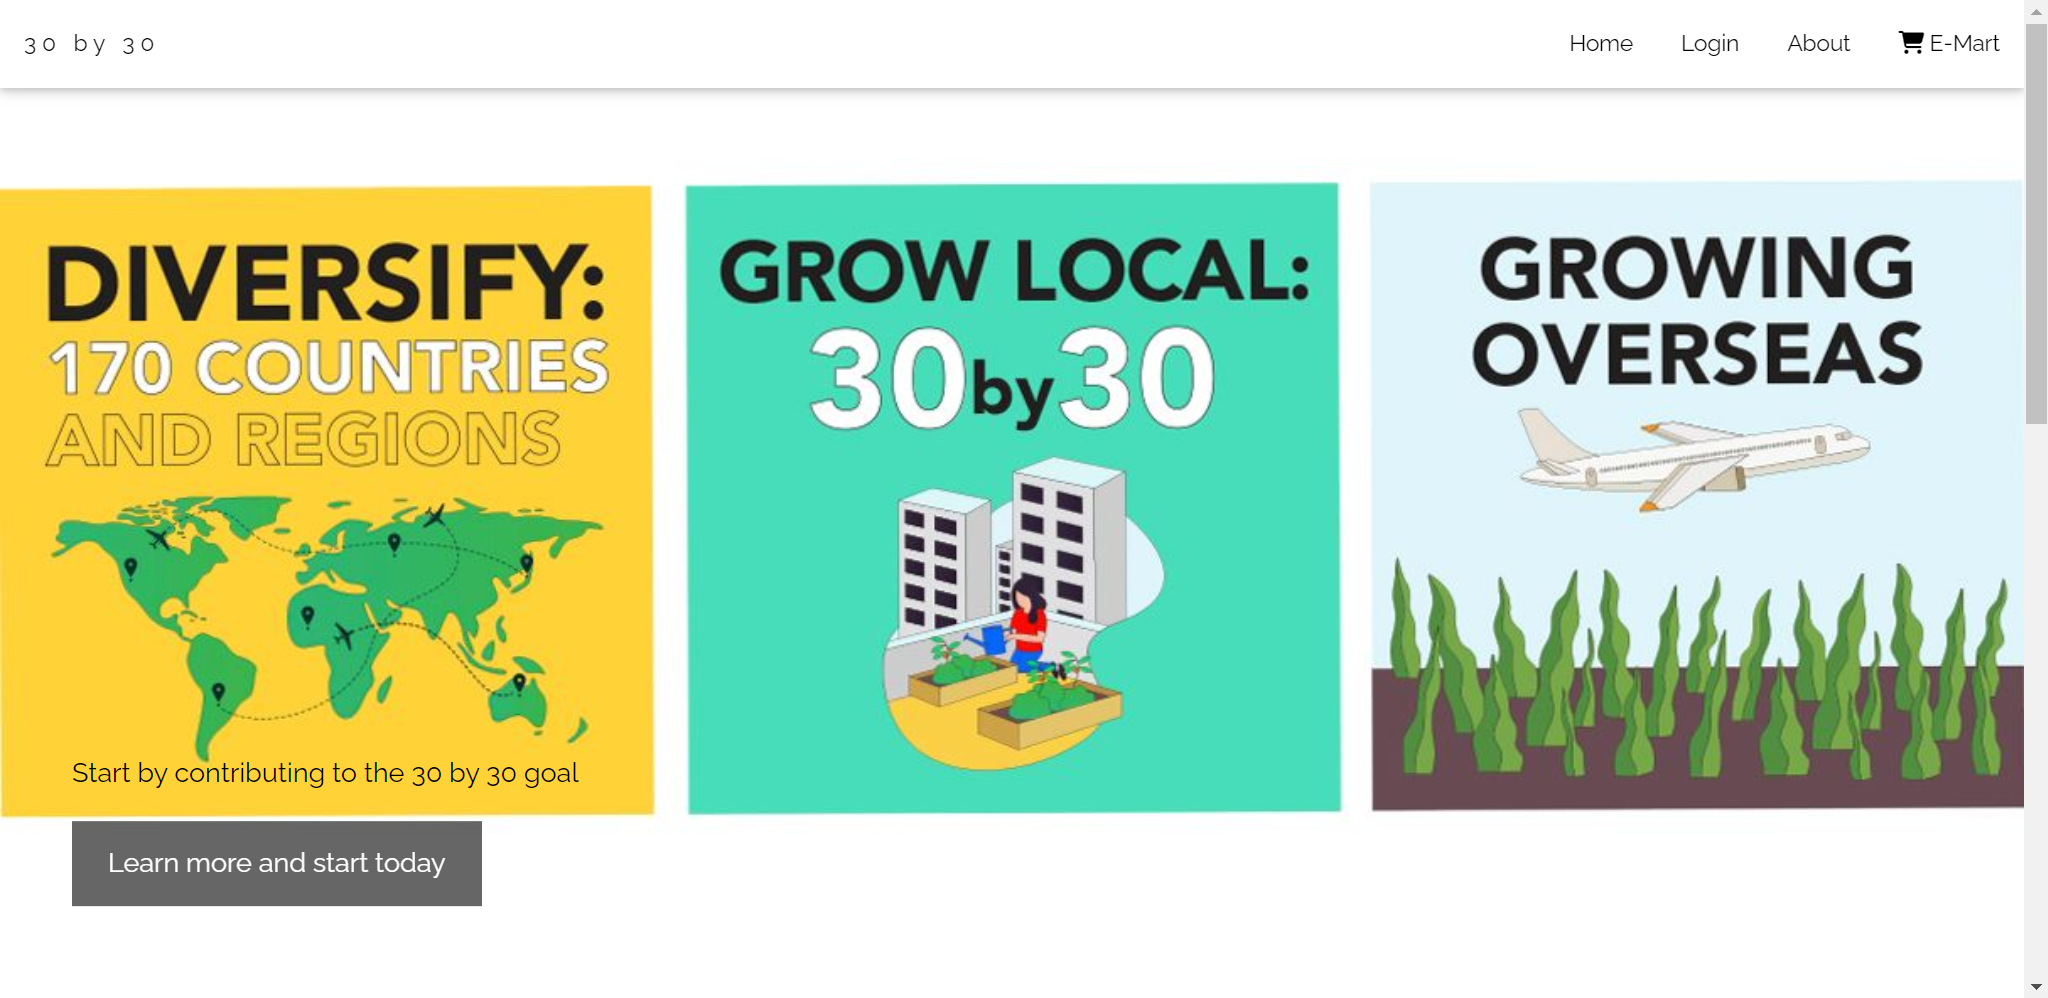 30 by 30
Home
Login
About
E-Mart
DIVERSIFY:
170 COUNTRIES
AND REGIONS
GROW LOCAL:
30by30
GROWING
OVERSEAS
Start by contributing to the 30 by 30 goal
Learn more and start today